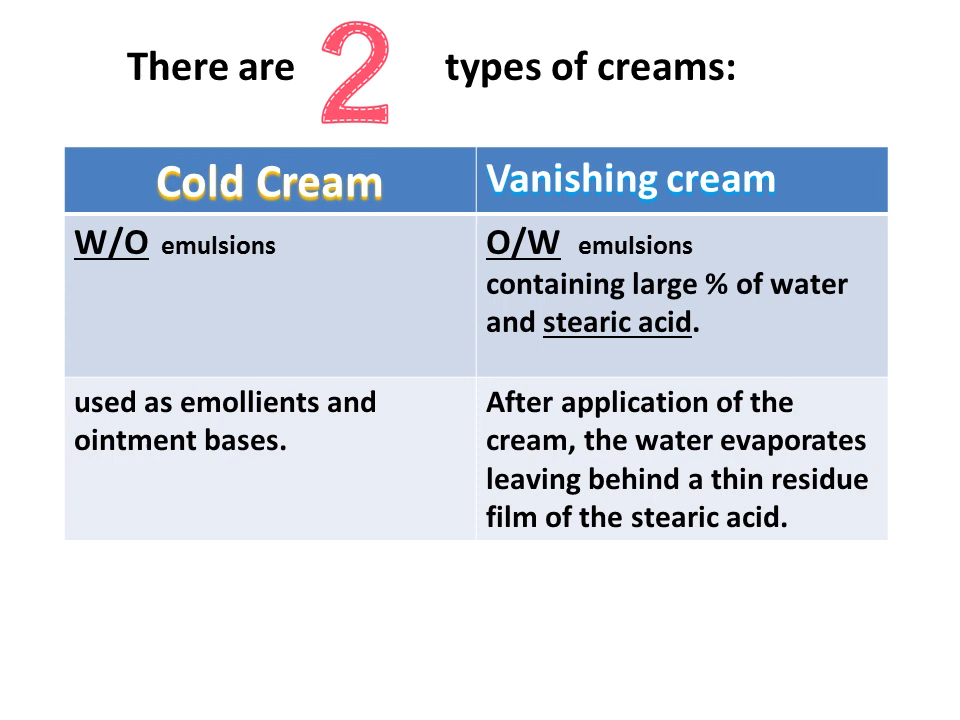 There are 2 types of creams:
Cold Cream
Vanishing cream
W/O emulsions
O/W emulsions
containing large % of water
and stearic acid.
used as emollients and
ointment bases.
After application of the
cream, the water evaporates
leaving behind a thin residue
film of the stearic acid.